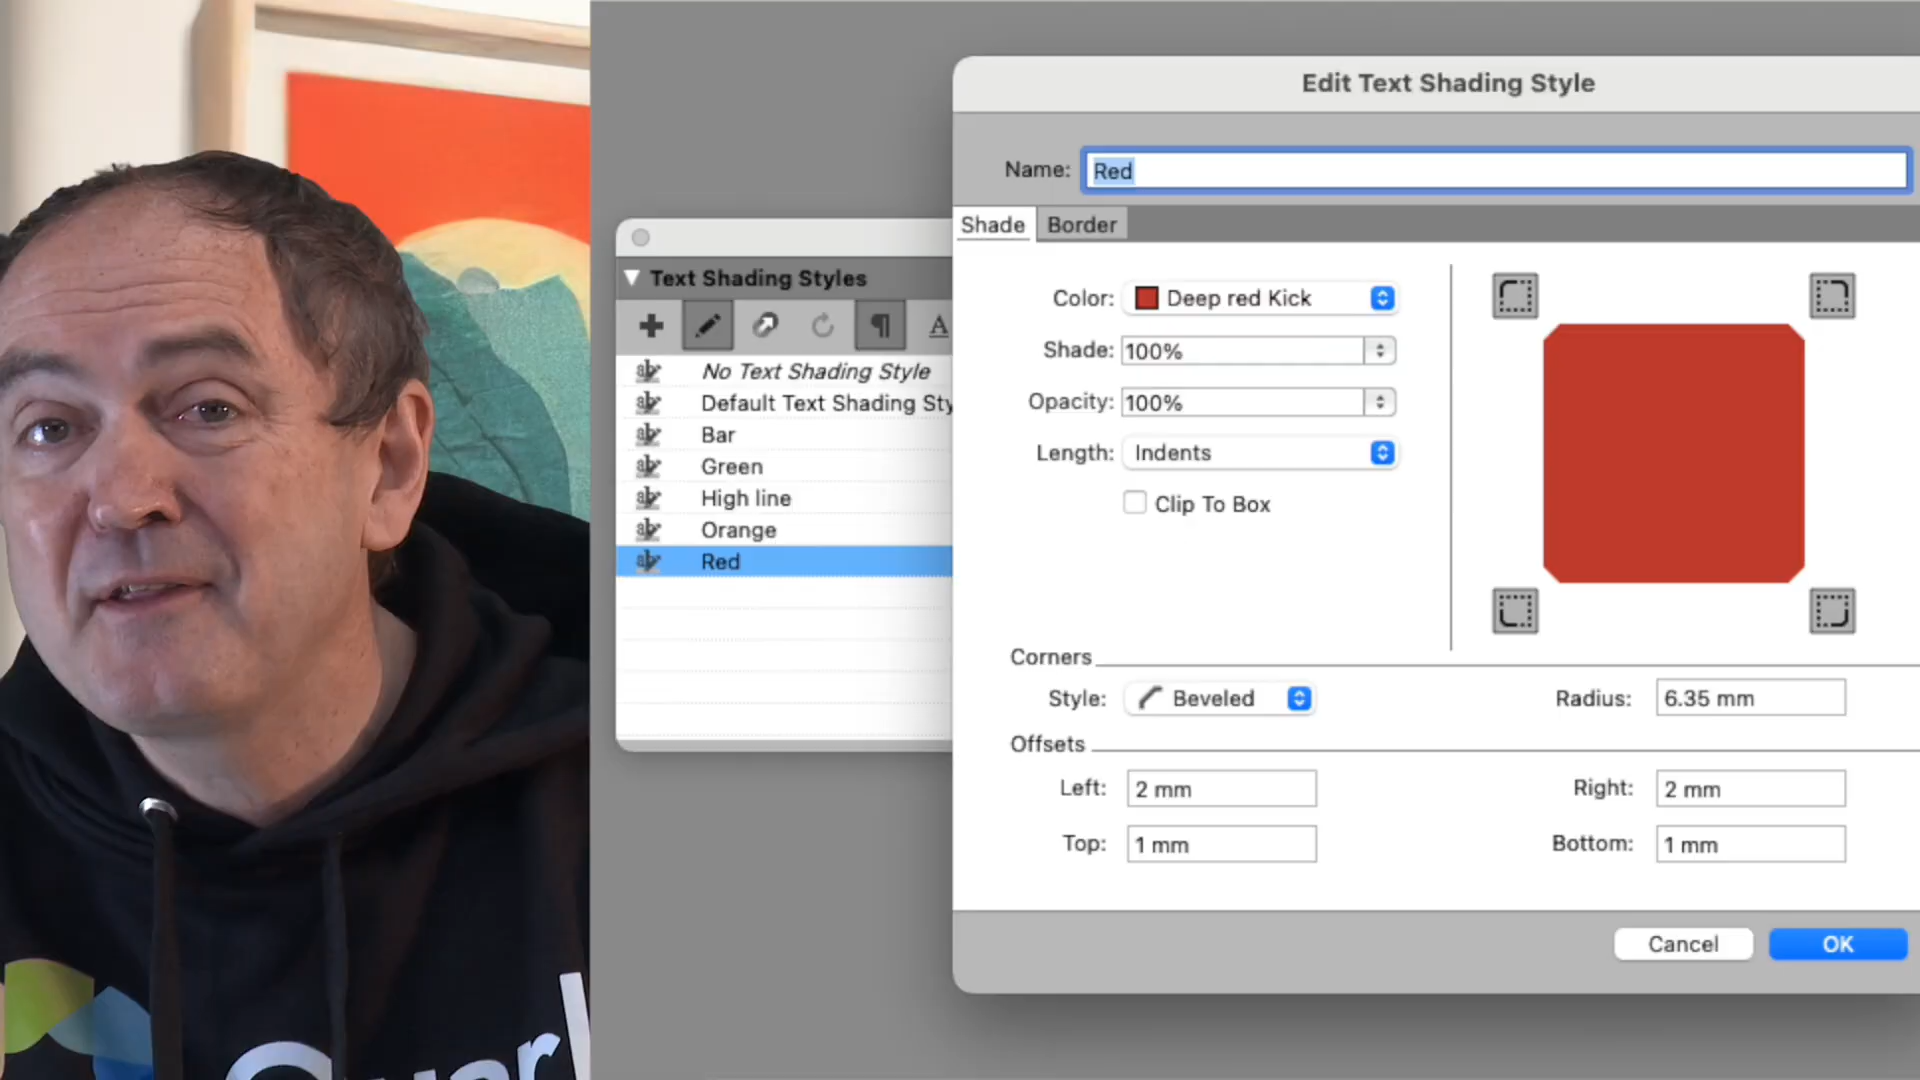 Edit Text Shading Style
Name: Red
Shade Border
Text Shading Styles
No Text Shading Style
Default Text Shading Sty
Bar
Green
High line
Orange
Red
Color: Deep red Kick
Shade: 100%
Opacity: 100%
Length: Indents
Clip To Box
Corners
Style: Beveled Radius: 6.35 mm
Offsets
Left: 2 mm Right: 2 mm
Top: 1 mm Bottom: 1 mm
Cancel OK